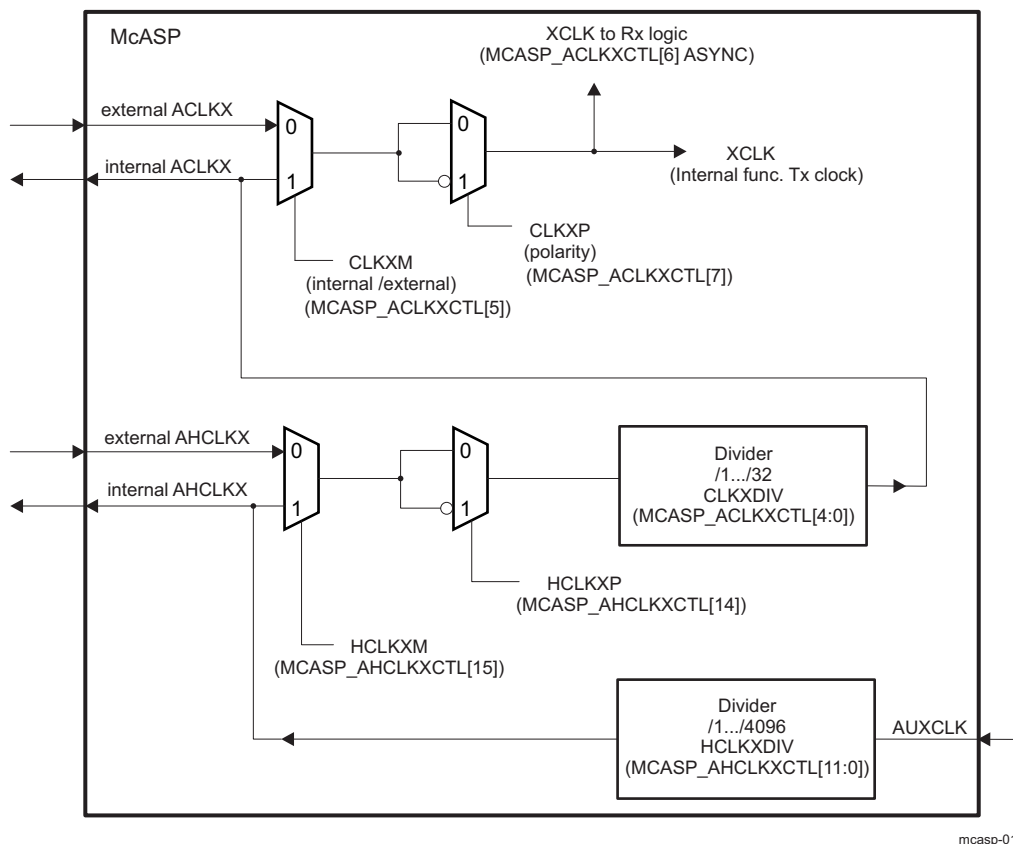 McASP
XCLK to Rx logic
(MCASP_ACLKXCTL[6] ASYNC)
external ACLKX
0
0
internal ACLKX
1
1
XCLK
(Internal func. Tx clock)
CLKXP
(polarity)
(MCASP_ACLKXCTL[7])
CLKXM
(internal /external)
(MCASP_ACLKXCTL[5])
external AHCLKX
0
0
internal AHCLKX
1
1
Divider
/1.../32
CLKXDIV
(MCASP_ACLKXCTL[4:0])
HCLKXP
(MCASP_AHCLKXCTL[14])
HCLKXM
(MCASP_AHCLKXCTL[15])
Divider
/1.../4096
HCLKXDIV
(MCASP_AHCLKXCTL[11:0])
AUXCLK
mcasp-01